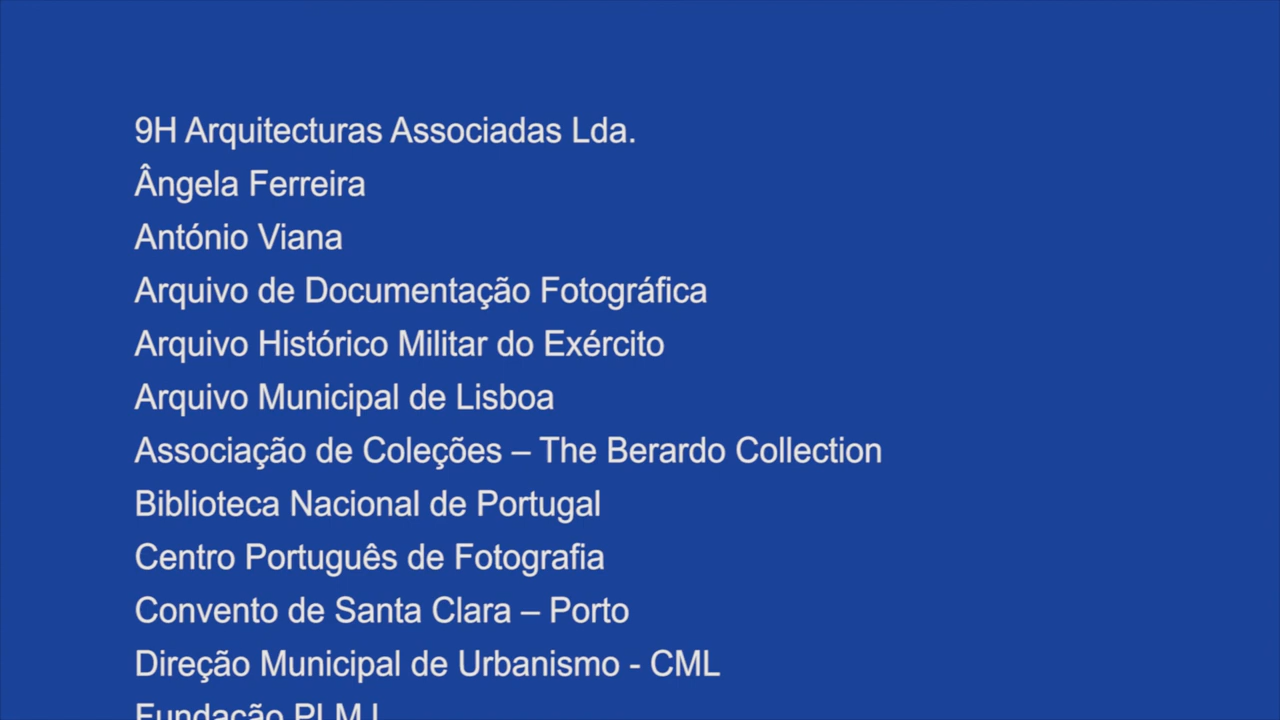 9H Arquitecturas Associadas Lda.
Ângela Ferreira
António Viana
Arquivo de Documentação Fotográfica
Arquivo Histórico Militar do Exército
Arquivo Municipal de Lisboa
Associação de Coleções – The Berardo Collection
Biblioteca Nacional de Portugal
Centro Português de Fotografia
Convento de Santa Clara – Porto
Direção Municipal de Urbanismo - CML
Fundação PLMJ